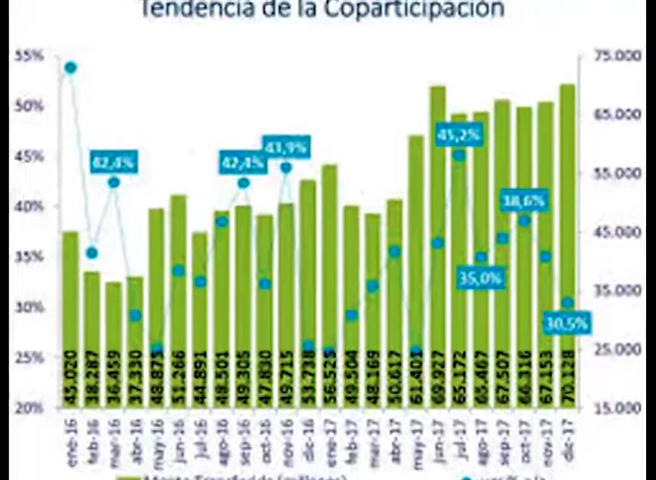 Tendencia de la Coparticipación
55%
50%
45%
40%
35%
30%
25%
20%
75.000
65.000
55.000
45.000
35.000
25.000
15.000
42,4%
42,4%
43,9%
45,2%
35,0%
38,6%
30,5%
45.020
38.287
36.459
37.330
48.875
51.266
44.891
48.501
49.305
47.830
49.715
53.738
56.525
49.504
48.169
50.617
61.401
69.927
65.172
65.467
67.507
66.316
67.153
70.128
ene-16
feb-16
mar-16
abr-16
may-16
jun-16
jul-16
ago-16
sep-16
oct-16
nov-16
dic-16
ene-17
feb-17
mar-17
abr-17
may-17
jun-17
jul-17
ago-17
sep-17
oct-17
nov-17
dic-17